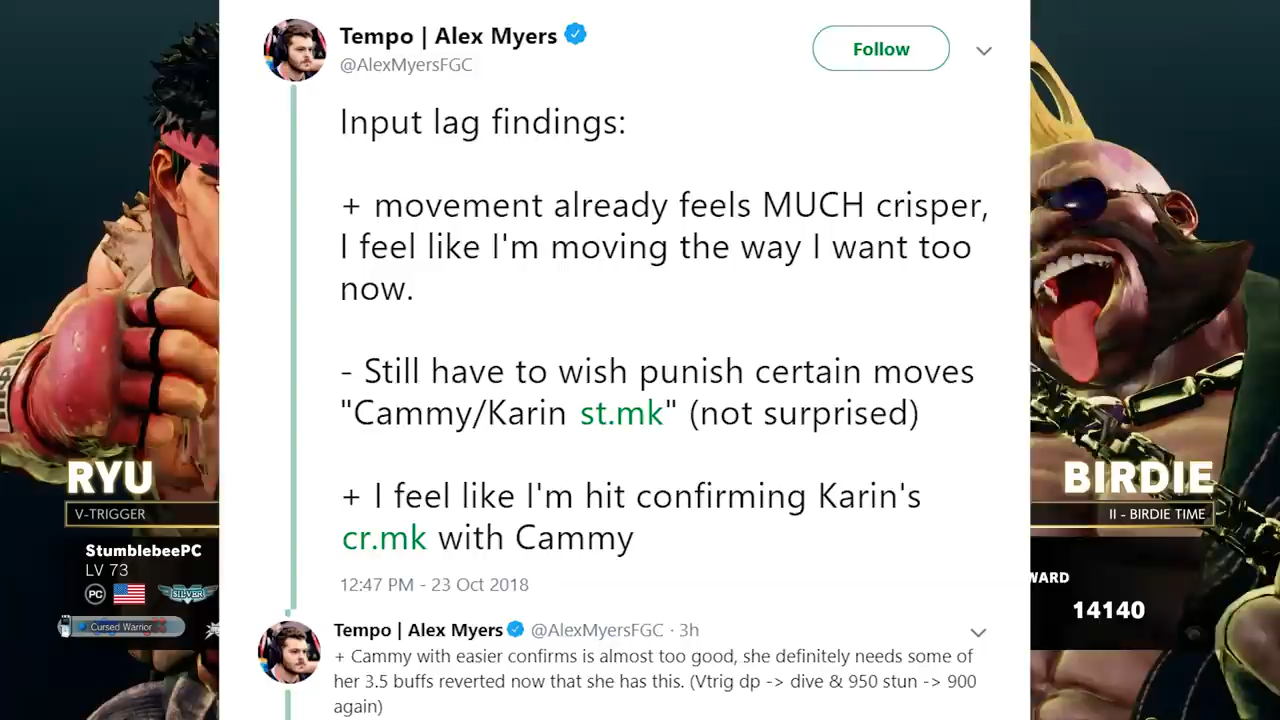 Tempo | Alex Myers
@AlexMyersFGC
Follow
Input lag findings:
+ movement already feels MUCH crisper,
I feel like I'm moving the way I want too
now.
- Still have to wish punish certain moves
"Cammy/Karin st.mk" (not surprised)
+ I feel like I'm hit confirming Karin's
cr.mk with Cammy
12:47 PM - 23 Oct 2018
Tempo | Alex Myers @AlexMyersFGC · 3h
+ Cammy with easier confirms is almost too good, she definitely needs some of
her 3.5 buffs reverted now that she has this. (Vtrig dp -> dive & 950 stun -> 900
again)
RYU
V-TRIGGER
StumblebeePC
LV 73
PC
SILVER
Cursed Warrior
BIRDIE
II - BIRDIE TIME
WARD
14140